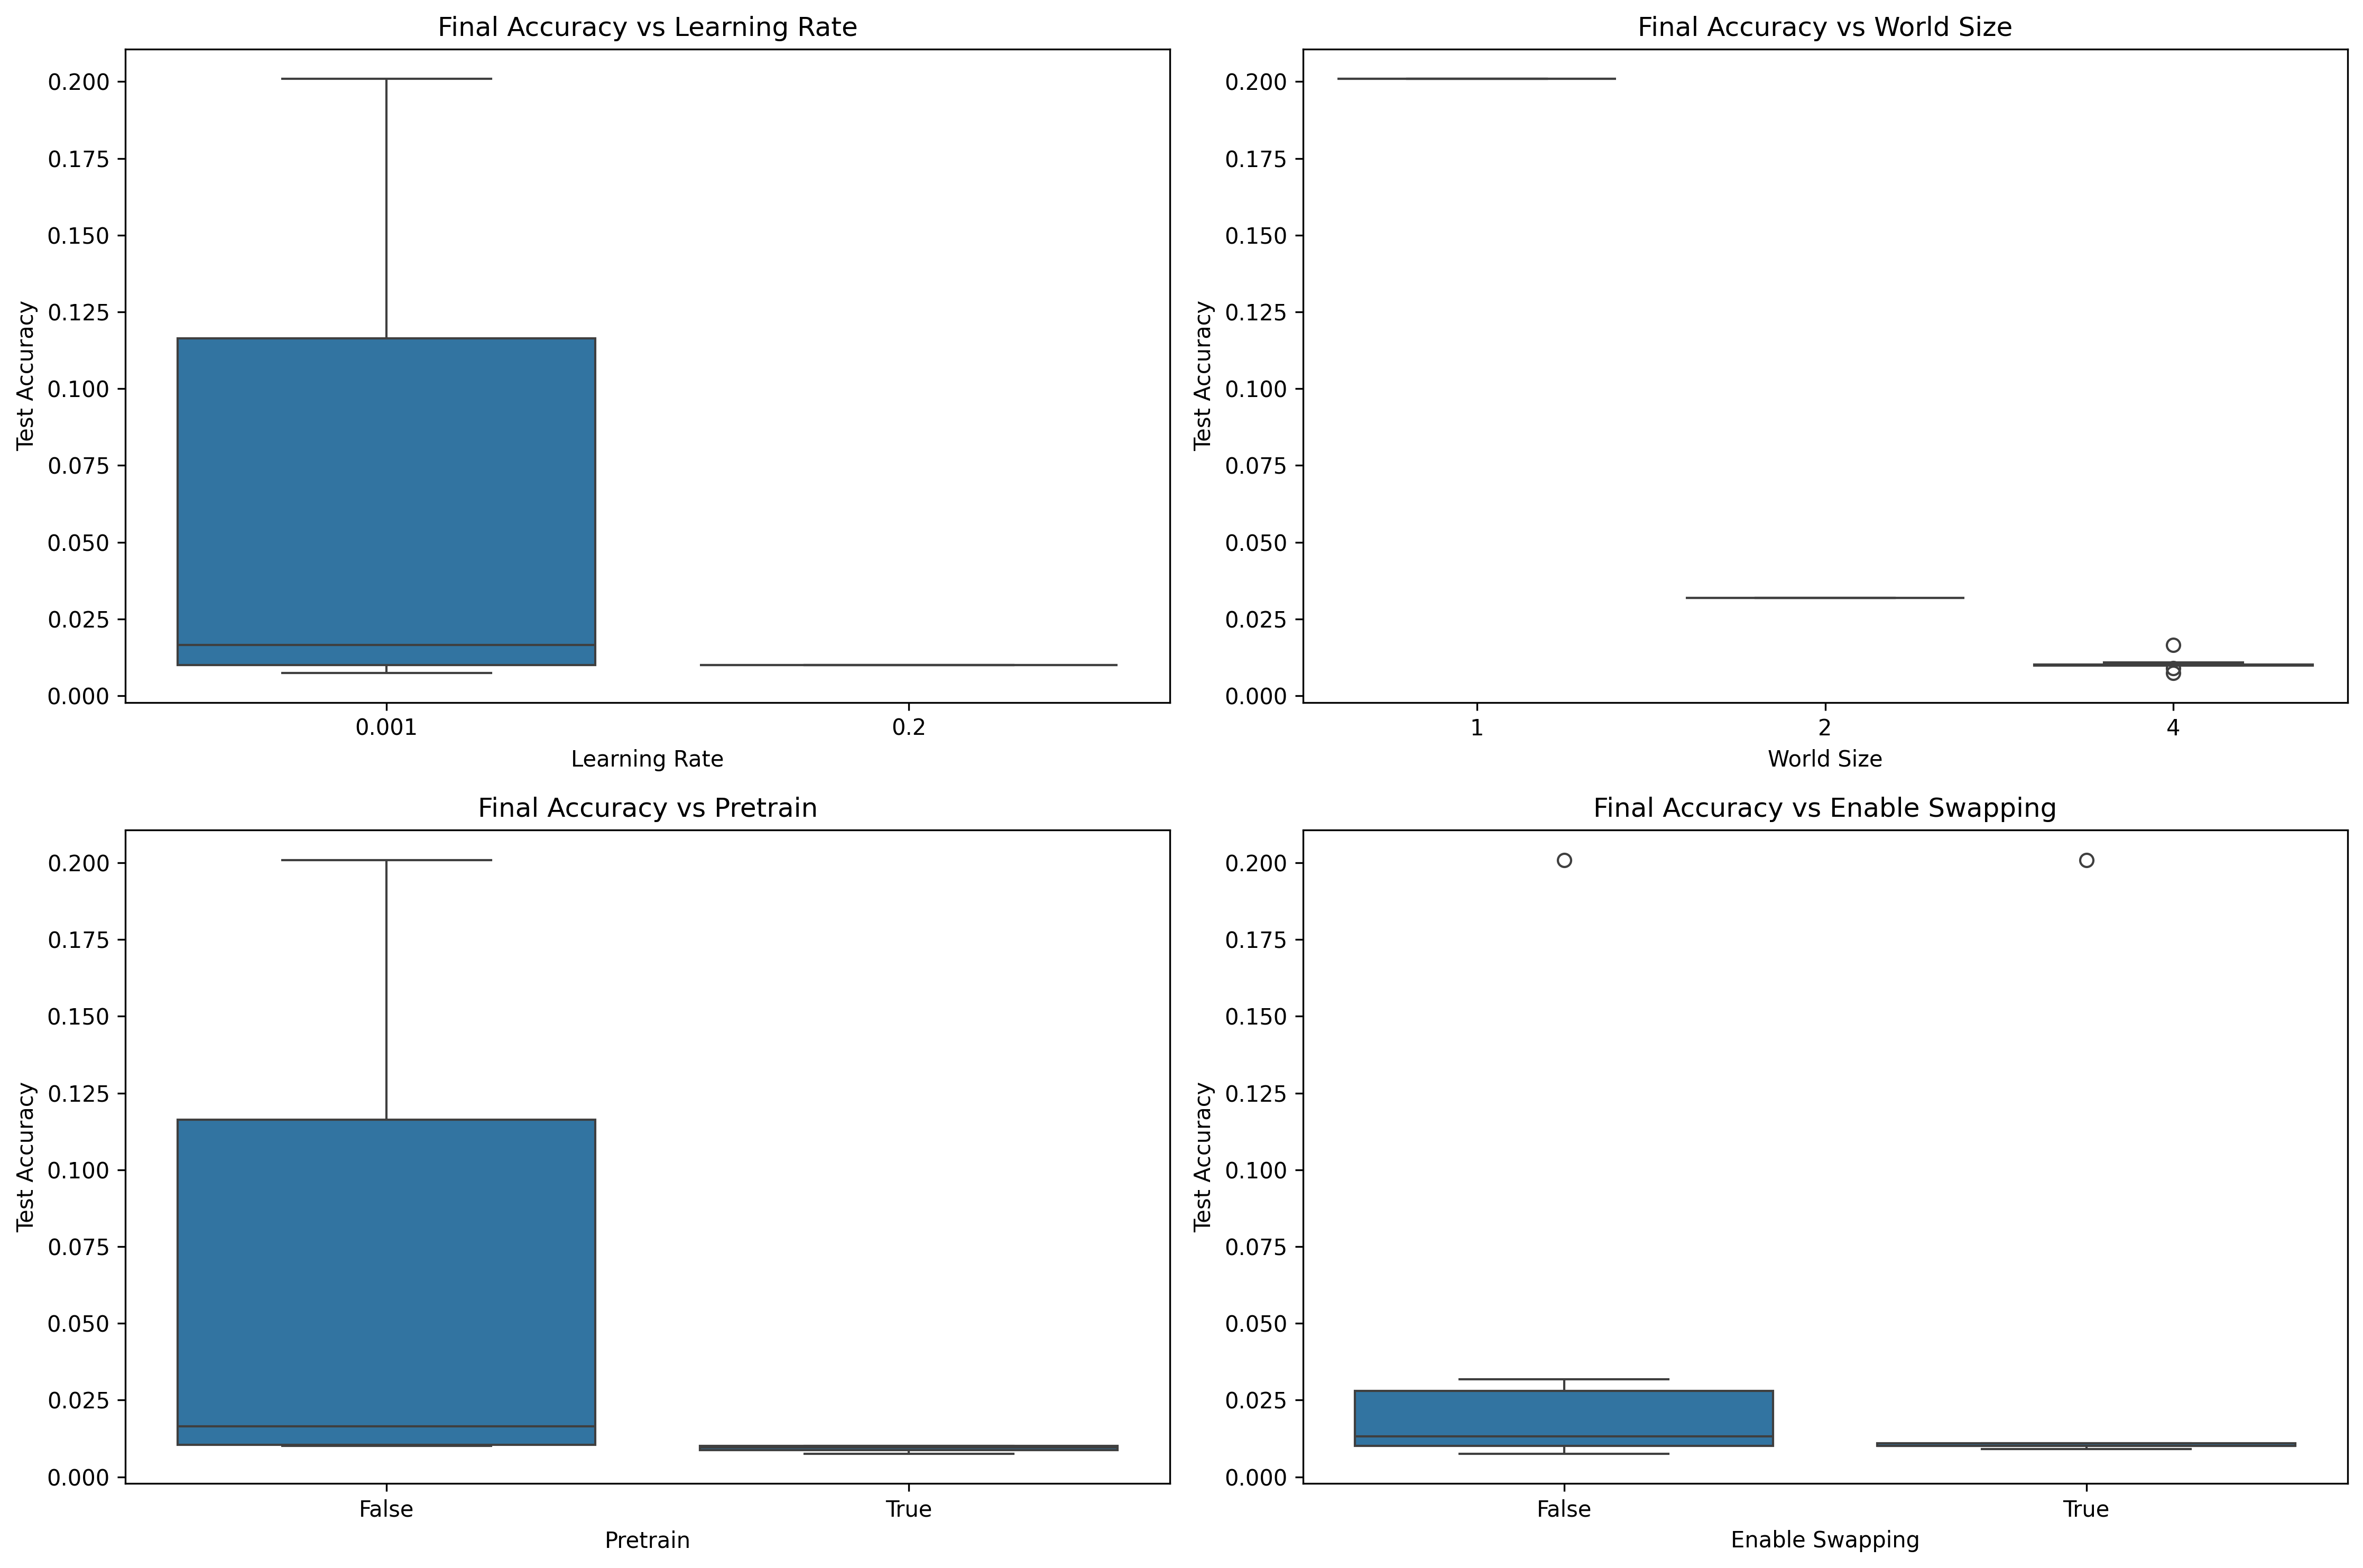 Final Accuracy vs Learning Rate
0.200
0.175
0.150
0.125
0.100
0.075
0.050
0.025
0.000
Test Accuracy
0.001
0.2
Learning Rate
Final Accuracy vs World Size
0.200
0.175
0.150
0.125
0.100
0.075
0.050
0.025
0.000
Test Accuracy
1
2
4
World Size
Final Accuracy vs Pretrain
0.200
0.175
0.150
0.125
0.100
0.075
0.050
0.025
0.000
Test Accuracy
False
True
Pretrain
Final Accuracy vs Enable Swapping
0.200
0.175
0.150
0.125
0.100
0.075
0.050
0.025
0.000
Test Accuracy
False
True
Enable Swapping